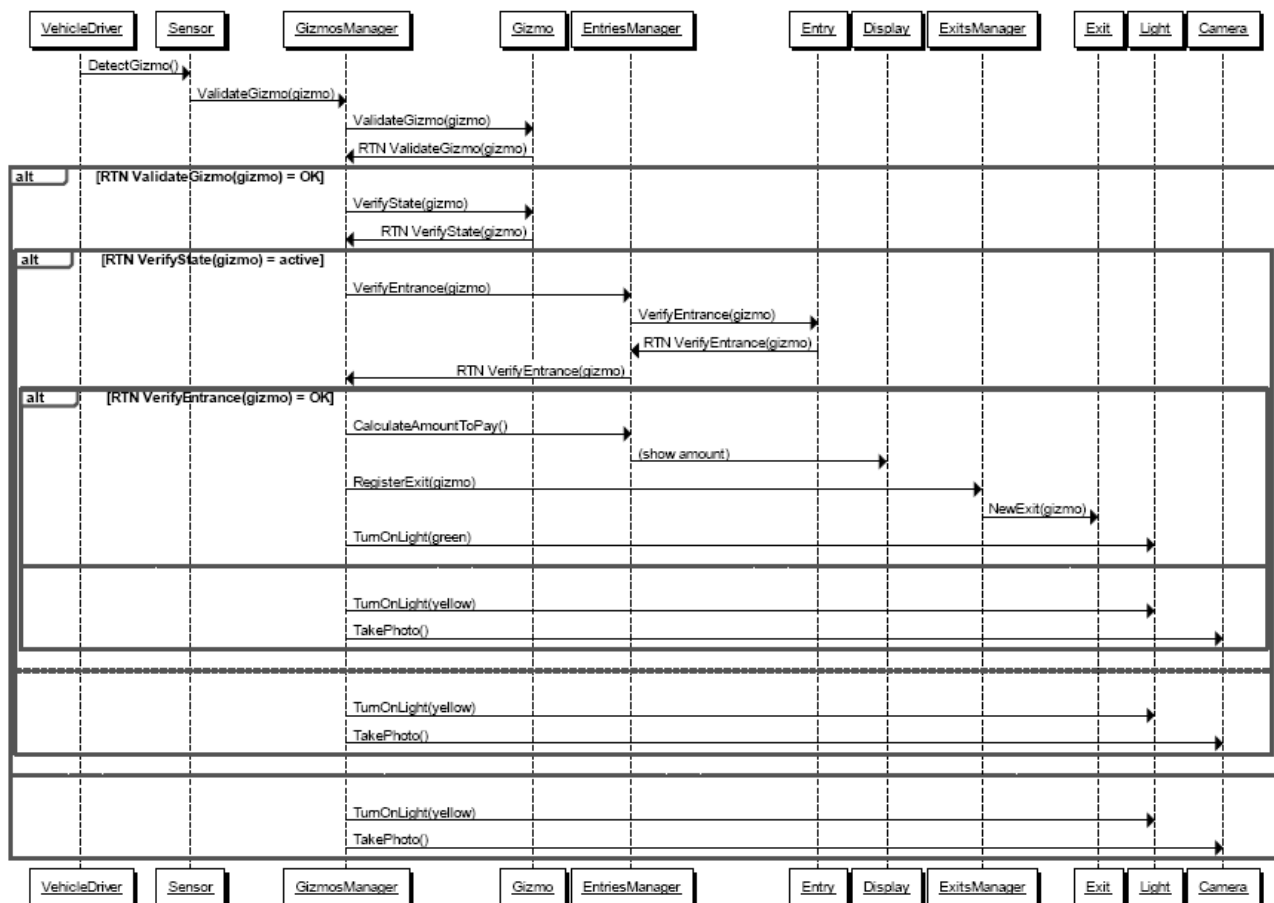 VehicleDriver Sensor GizmosManager Gizmo EntriesManager Entry Display ExitsManager Exit Light Camera
DetectGizmo()
ValidateGizmo(gizmo)
ValidateGizmo(gizmo)
RTN ValidateGizmo(gizmo)
alt [RTN ValidateGizmo(gizmo) = OK]
VerifyState(gizmo)
RTN VerifyState(gizmo)
alt [RTN VerifyState(gizmo) = active]
VerifyEntrance(gizmo)
VerifyEntrance(gizmo)
RTN VerifyEntrance(gizmo)
RTN VerifyEntrance(gizmo)
alt [RTN VerifyEntrance(gizmo) = OK]
CalculateAmountToPay()
(show amount)
RegisterExit(gizmo)
NewExit(gizmo)
TurnOnLight(green)
TurnOnLight(yellow)
TakePhoto()
TurnOnLight(yellow)
TakePhoto()
TurnOnLight(yellow)
TakePhoto()
VehicleDriver Sensor GizmosManager Gizmo EntriesManager Entry Display ExitsManager Exit Light Camera